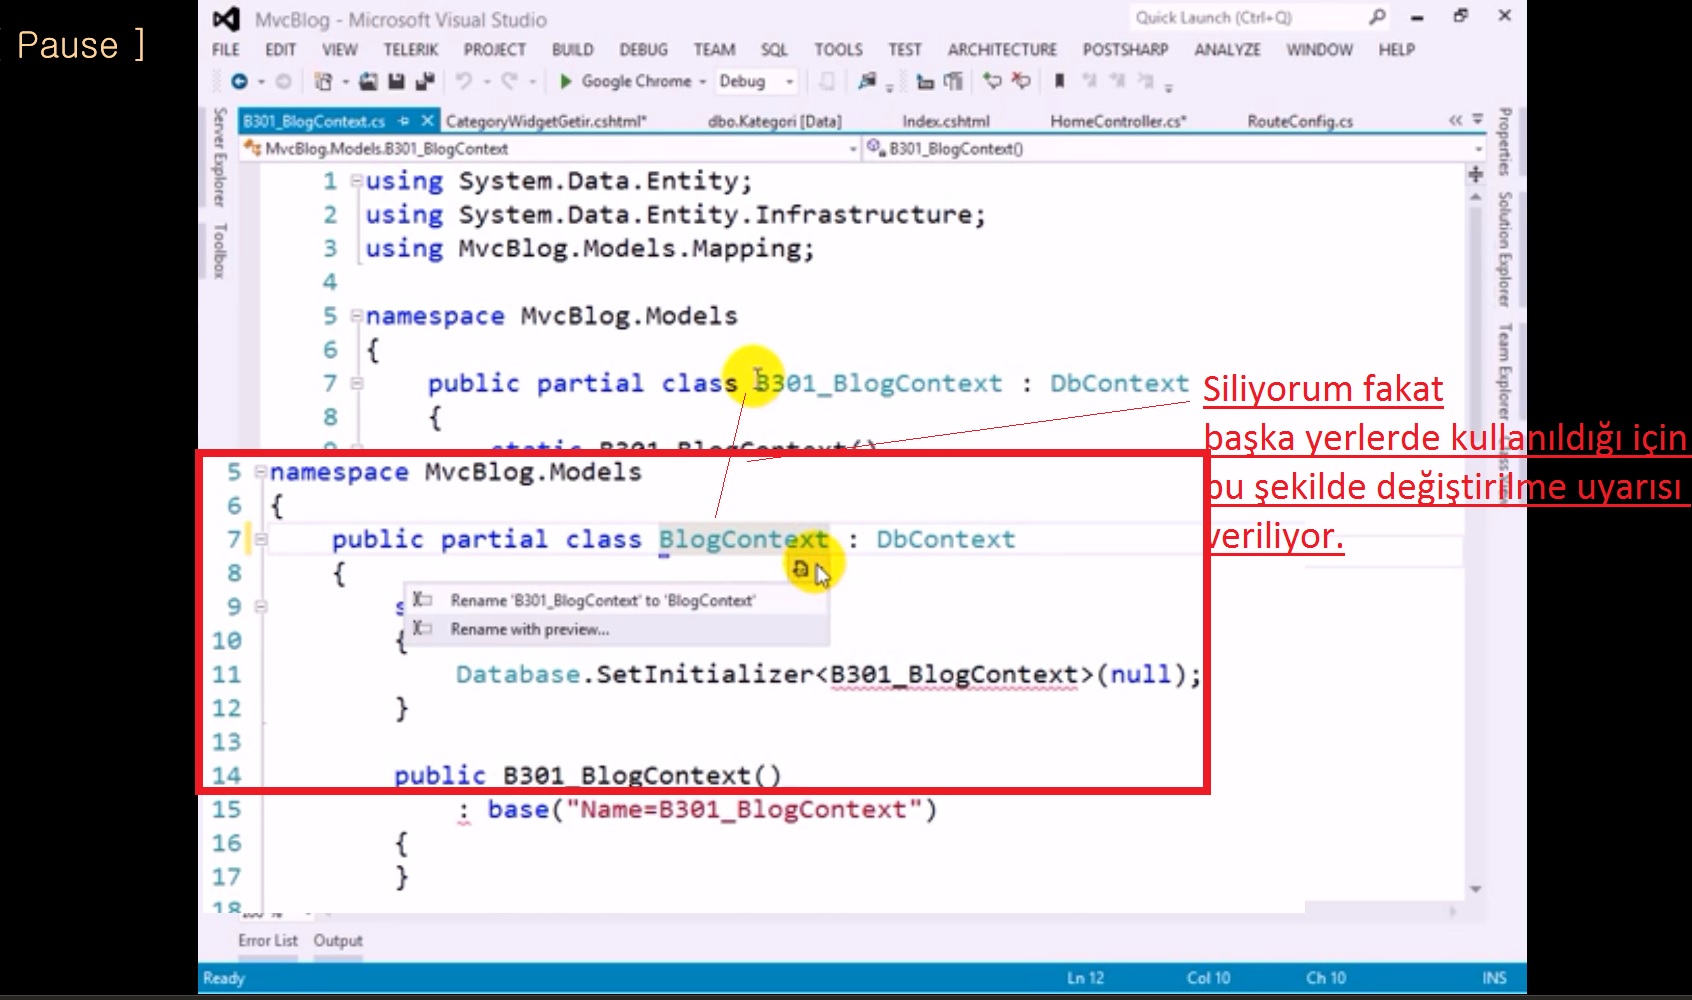 [ Pause ]
MvcBlog - Microsoft Visual Studio
Quick Launch (Ctrl+Q)
FILE EDIT VIEW TELERIK PROJECT BUILD DEBUG TEAM SQL TOOLS TEST ARCHITECTURE POSTSHARP ANALYZE WINDOW HELP
Google Chrome Debug
B301_BlogContext.cs CategoryWidgetGetir.cshtml* dbo.Kategori [Data] Index.cshtml HomeController.cs* RouteConfig.cs
MvcBlog.Models.B301_BlogContext B301_BlogContext()
Server Explorer
Toolbox
Properties
Solution Explorer
Team Explorer
Class View
1 using System.Data.Entity;
2 using System.Data.Entity.Infrastructure;
3 using MvcBlog.Models.Mapping;
4
5 namespace MvcBlog.Models
6 {
7 public partial class B301_BlogContext : DbContext
8 {
9 static B301_BlogContext()
Siliyorum fakat
başka yerlerde kullanıldığı için
bu şekilde değiştirilme uyarısı
veriliyor.
5 namespace MvcBlog.Models
6 {
7 public partial class BlogContext : DbContext
8 {
9 s
Rename 'B301_BlogContext' to 'BlogContext'
Rename with preview...
10 {
11 Database.SetInitializer<B301_BlogContext>(null);
12 }
13
14 public B301_BlogContext()
15 : base("Name=B301_BlogContext")
16 {
17 }
18
Error List Output
Ready Ln 12 Col 10 Ch 10 INS